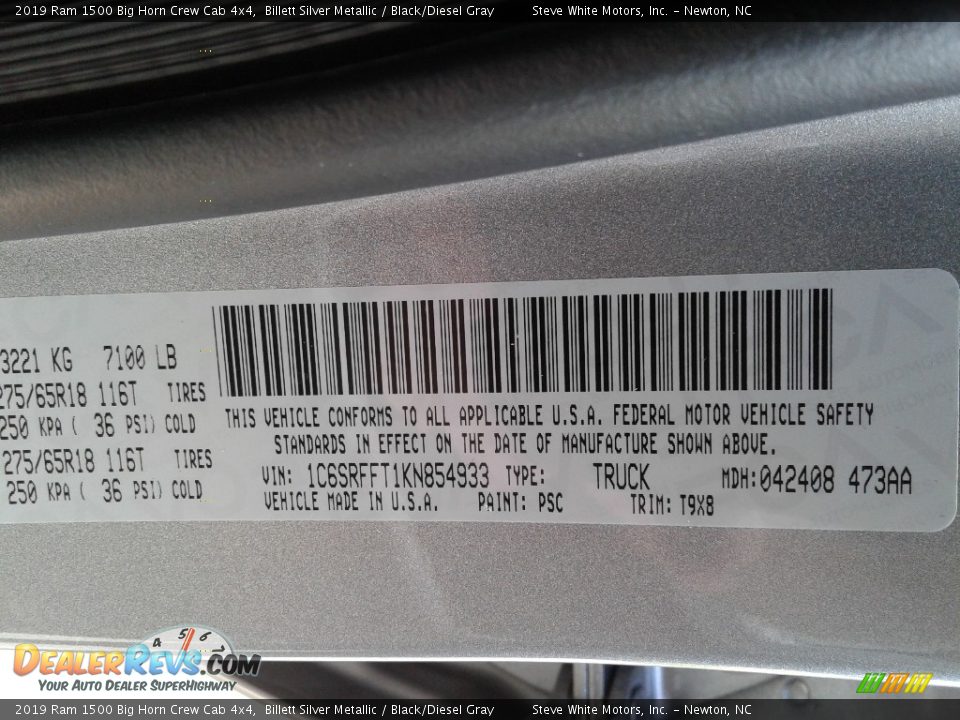 2019 Ram 1500 Big Horn Crew Cab 4x4, Billett Silver Metallic / Black/Diesel Gray Steve White Motors, Inc. - Newton, NC
3221 KG 7100 LB
275/65R18 116T TIRES
250 KPA ( 36 PSI) COLD
275/65R18 116T TIRES
250 KPA ( 36 PSI) COLD
THIS VEHICLE CONFORMS TO ALL APPLICABLE U.S.A. FEDERAL MOTOR VEHICLE SAFETY
STANDARDS IN EFFECT ON THE DATE OF MANUFACTURE SHOWN ABOVE.
VIN: 1C6SRFFT1KN854933 TYPE: TRUCK MDH:042408 473AA
VEHICLE MADE IN U.S.A. PAINT: PSC TRIM: T9X8
4 5 6 7
DealerRevs.com
Your Auto Dealer SuperHighway
2019 Ram 1500 Big Horn Crew Cab 4x4, Billett Silver Metallic / Black/Diesel Gray Steve White Motors, Inc. - Newton, NC